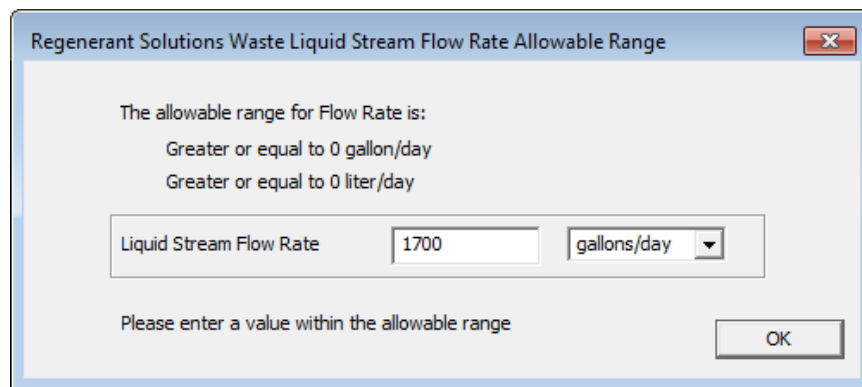 Regenerant Solutions Waste Liquid Stream Flow Rate Allowable Range
The allowable range for Flow Rate is:
Greater or equal to 0 gallon/day
Greater or equal to 0 liter/day
Liquid Stream Flow Rate 1700 gallons/day
Please enter a value within the allowable range
OK